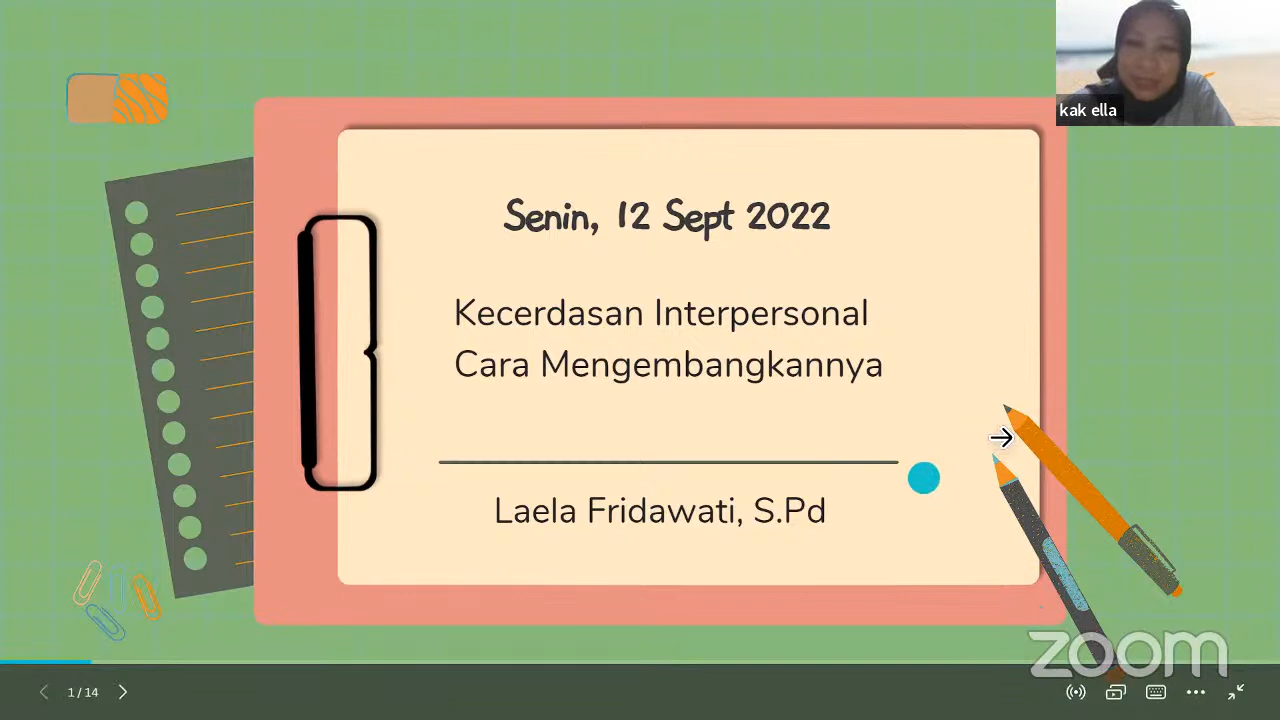 kak ella
Senin, 12 Sept 2022
Kecerdasan Interpersonal
Cara Mengembangkannya
Laela Fridawati, S.Pd
zoom
1 / 14